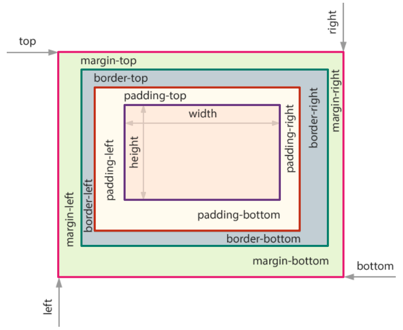 top
right
margin-top
border-top
padding-top
width
height
padding-left
border-left
margin-left
padding-right
border-right
margin-right
padding-bottom
border-bottom
margin-bottom
bottom
left